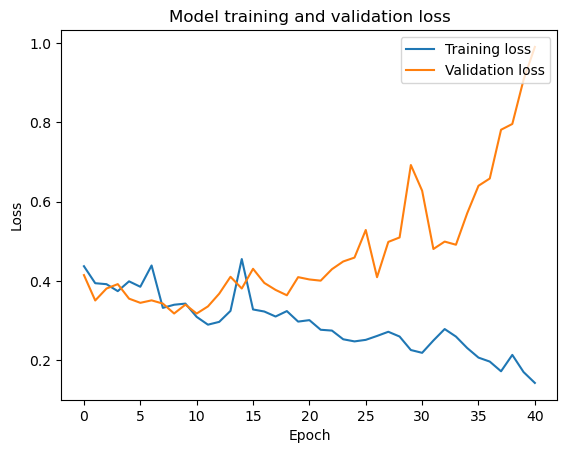 Model training and validation loss
Training loss
Validation loss
1.0
0.8
0.6
0.4
0.2
Loss
0 5 10 15 20 25 30 35 40
Epoch